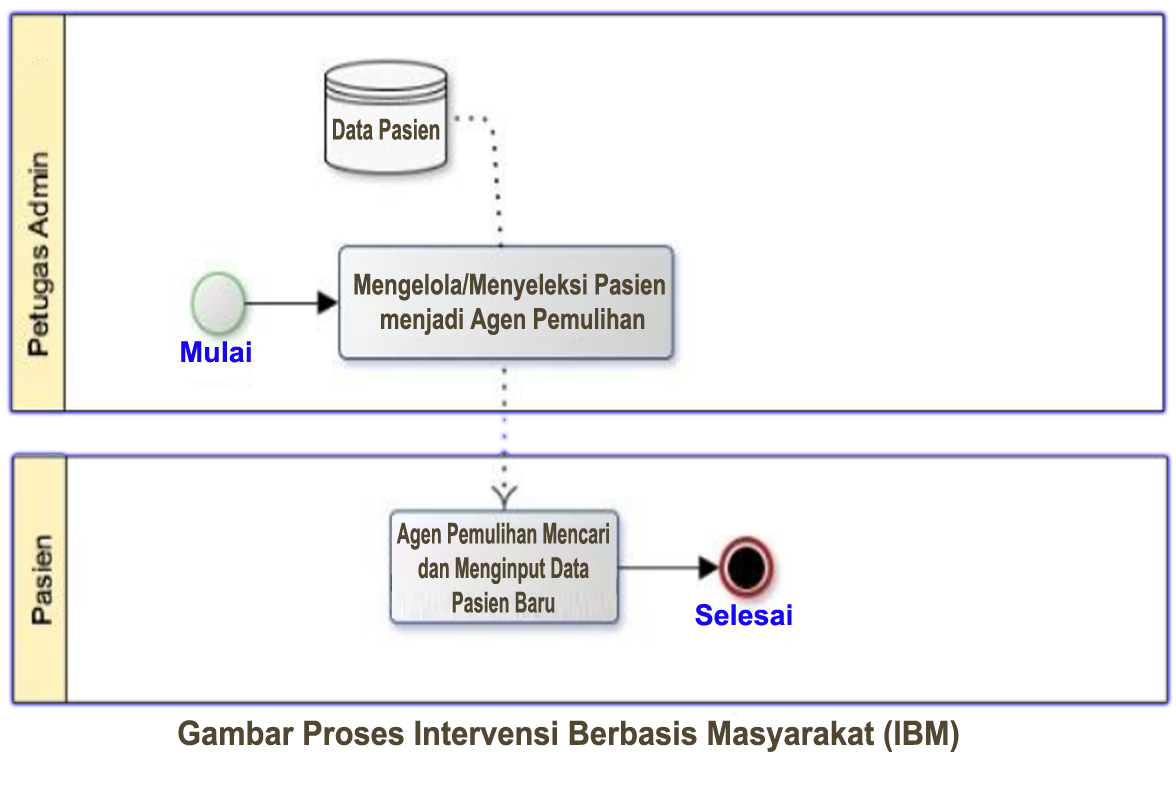 Petugas Admin
Data Pasien
Mengelola/Menyeleksi Pasien
menjadi Agen Pemulihan
Mulai
Pasien
Agen Pemulihan Mencari
dan Menginput Data
Pasien Baru
Selesai
Gambar Proses Intervensi Berbasis Masyarakat (IBM)